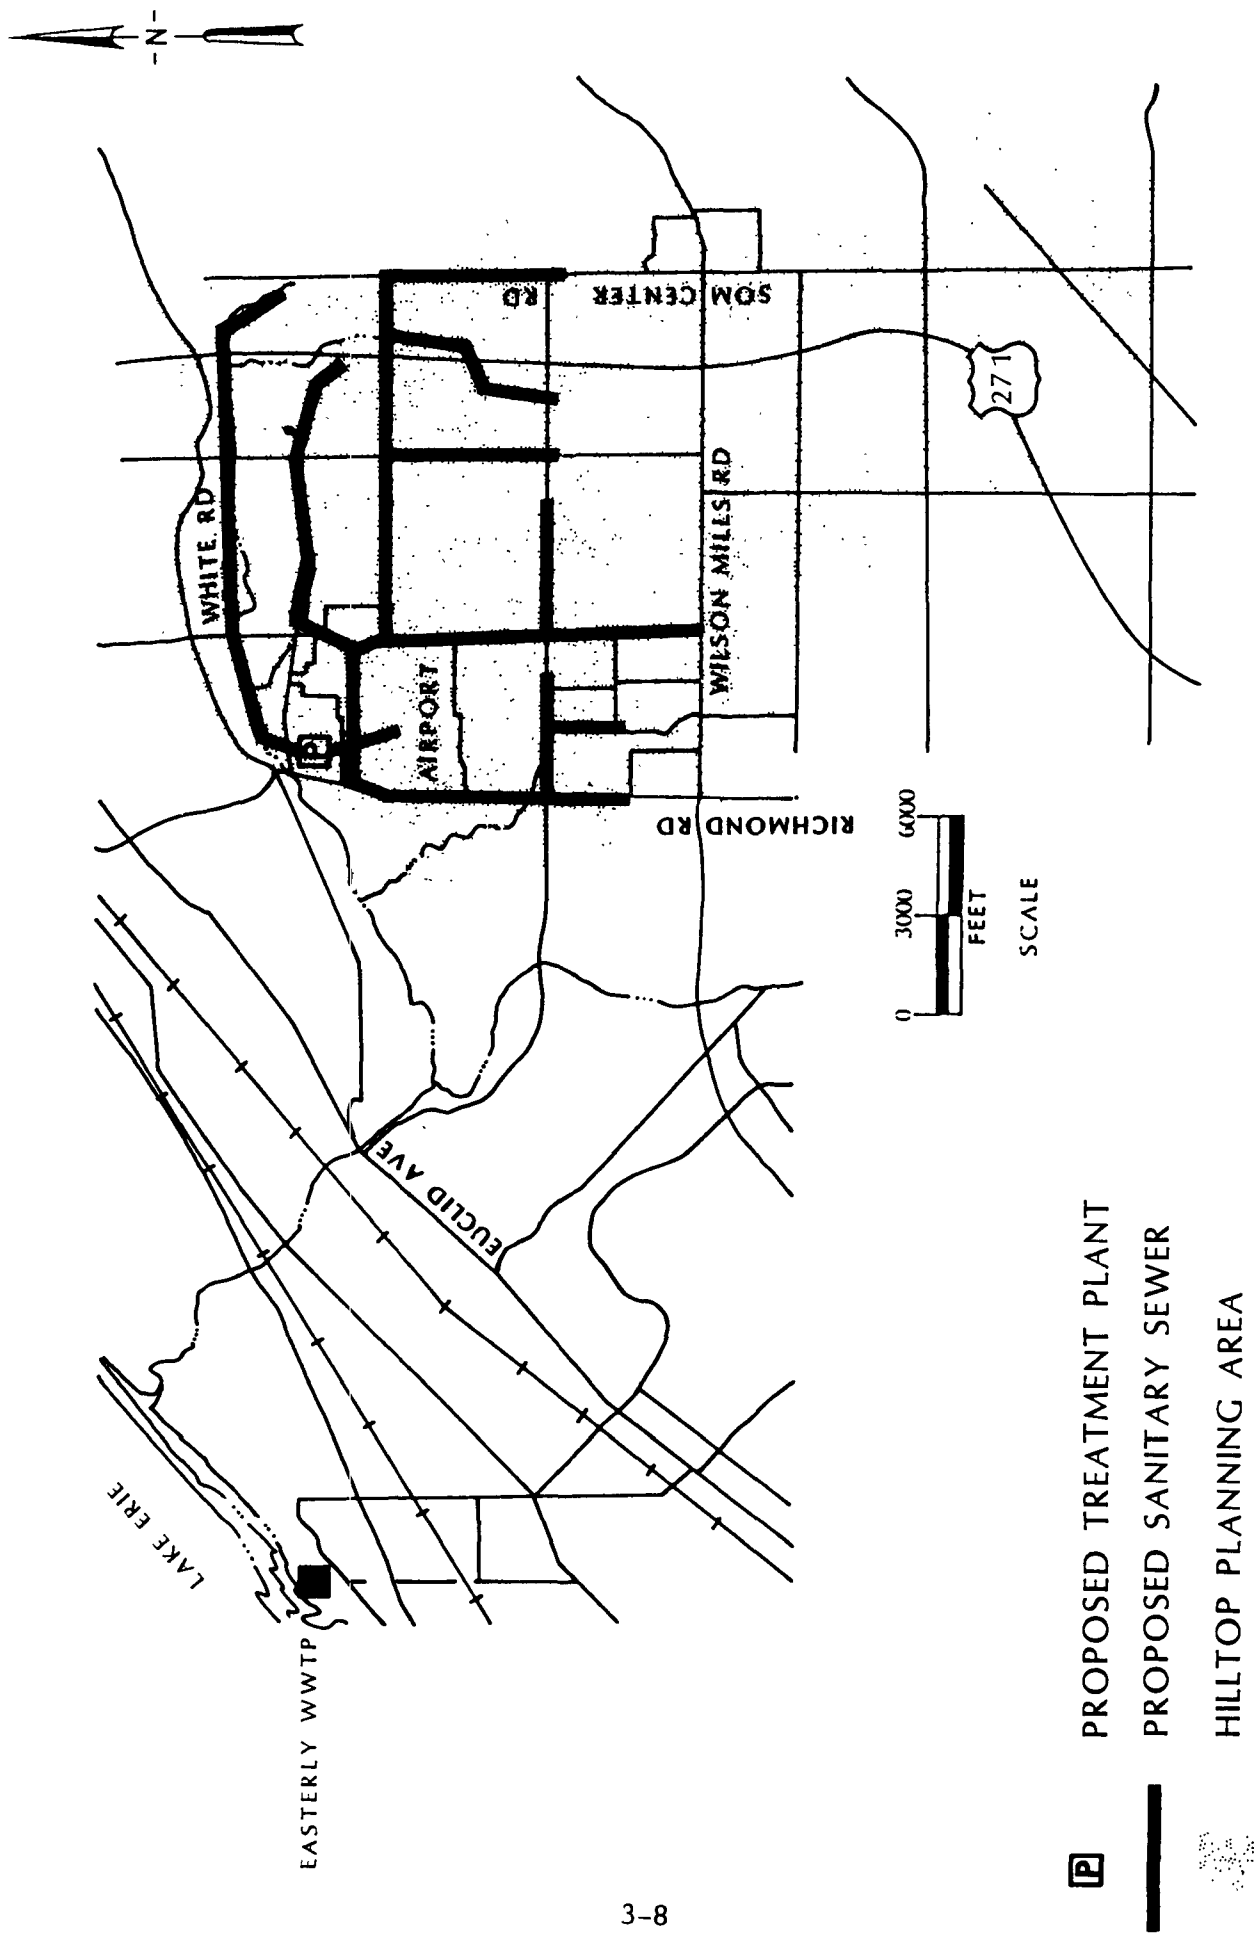 -N-
LAKE ERIE
EASTERLY WWTP
EUCLID AVE
WHITE RD
AIRPORT
RICHMOND RD
WILSON MILLS RD
SOM CENTER
RD
271
0 3000 6000
FEET
SCALE
P PROPOSED TREATMENT PLANT
PROPOSED SANITARY SEWER
HILLTOP PLANNING AREA
P
3-8